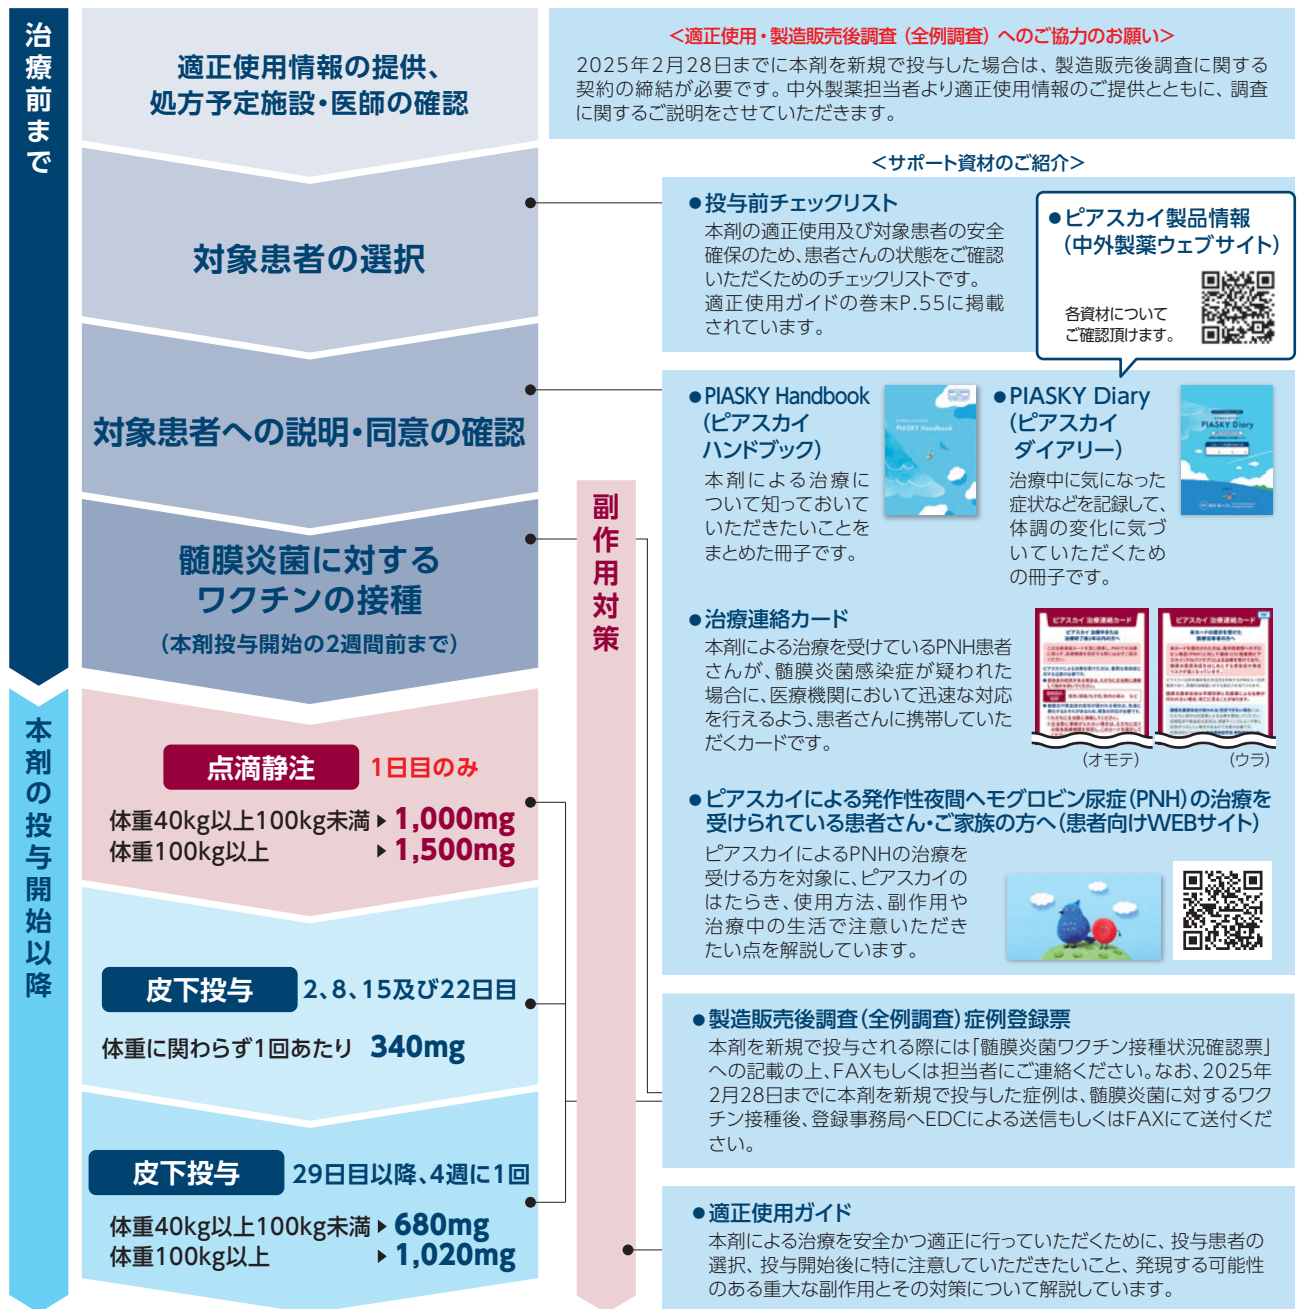 治療前まで
適正使用情報の提供、
処方予定施設・医師の確認
<適正使用・製造販売後調査（全例調査）へのご協力のお願い>
2025年2月28日までに本剤を新規で投与した場合は、製造販売後調査に関する
契約の締結が必要です。中外製薬担当者より適正使用情報のご提供とともに、調査
に関するご説明をさせていただきます。
<サポート資材のご紹介>
対象患者の選択
●投与前チェックリスト
本剤の適正使用及び対象患者の安全
確保のため、患者さんの状態をご確認
いただくためのチェックリストです。
適正使用ガイドの巻末P.55に掲載
されています。
●ピアスカイ製品情報
（中外製薬ウェブサイト）
各資材について
ご確認頂けます。
対象患者への説明・同意の確認
●PIASKY Handbook
（ピアスカイ
ハンドブック）
本剤による治療に
ついて知っておいて
いただきたいことを
まとめた冊子です。
PIASKY Handbook
●PIASKY Diary
（ピアスカイ
ダイアリー）
治療中に気になった
症状などを記録して、
体調の変化に気づ
いていただくため
の冊子です。
PIASKY Diary
髄膜炎菌に対する
ワクチンの接種
（本剤投与開始の2週間前まで）
副作用対策
●治療連絡カード
本剤による治療を受けているPNH患者
さんが、髄膜炎菌感染症が疑われた
場合に、医療機関において迅速な対応
を行えるよう、患者さんに携帯していた
だくカードです。
ピアスカイ 治療連絡カード
ピアスカイ 治療連絡カード
（オモテ）
（ウラ）
本剤の投与開始以降
点滴静注
1日目のみ
体重40kg以上100kg未満▶1,000mg
体重100kg以上▶1,500mg
●ピアスカイによる発作性夜間ヘモグロビン尿症（PNH）の治療を
受けられている患者さん・ご家族の方へ（患者向けWEBサイト）
ピアスカイによるPNHの治療を
受ける方を対象に、ピアスカイの
はたらき、使用方法、副作用や
治療中の生活で注意いただき
たい点を解説しています。
皮下投与
2、8、15及び22日目
体重に関わらず1回あたり 340mg
●製造販売後調査（全例調査）症例登録票
本剤を新規で投与される際には「髄膜炎菌ワクチン接種状況確認票」
への記載の上、FAXもしくは担当者にご連絡ください。なお、2025年
2月28日までに本剤を新規で投与した症例は、髄膜炎菌に対するワク
チン接種後、登録事務局へEDCによる送信もしくはFAXにて送付くだ
さい。
皮下投与
29日目以降、4週に1回
体重40kg以上100kg未満▶680mg
体重100kg以上▶1,020mg
●適正使用ガイド
本剤による治療を安全かつ適正に行っていただくために、投与患者の
選択、投与開始後に特に注意していただきたいこと、発現する可能性
のある重大な副作用とその対策について解説しています。